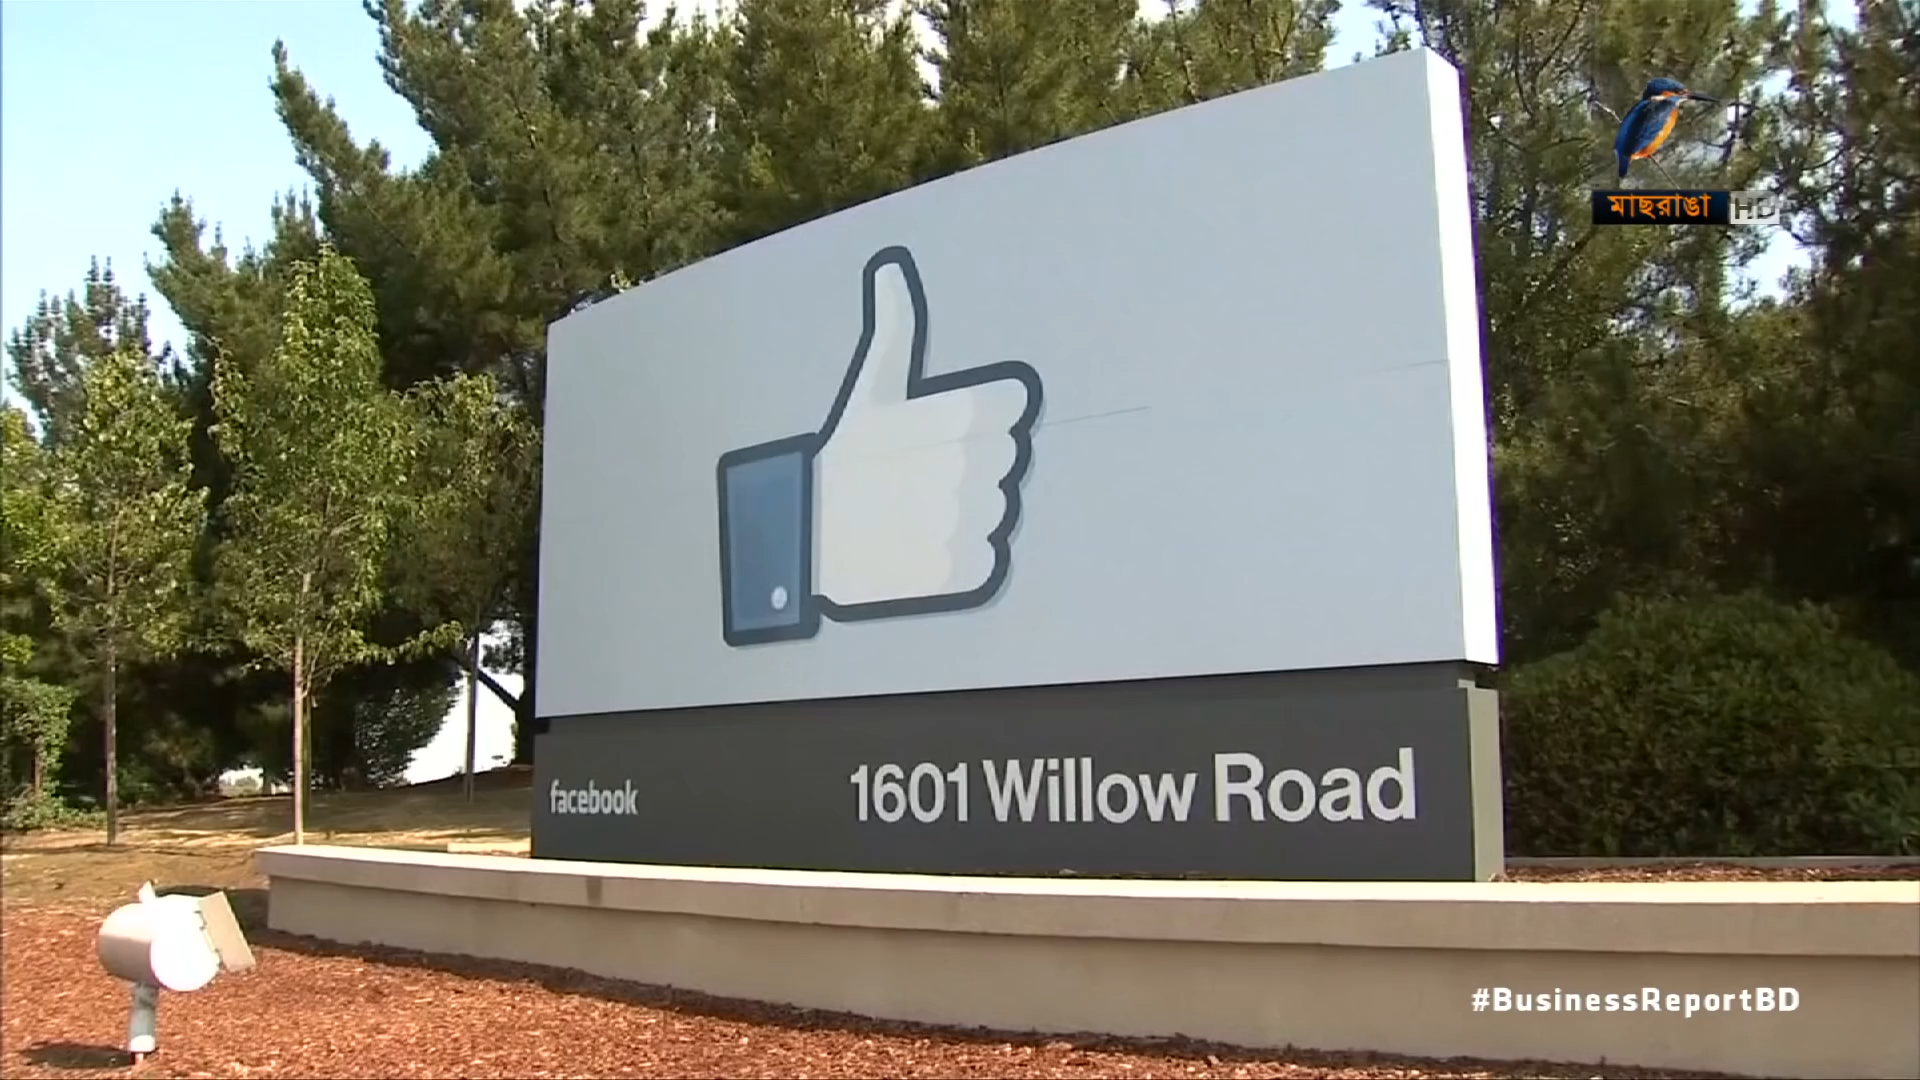 মাছরাঙা HD
facebook
1601 Willow Road
#BusinessReportBD